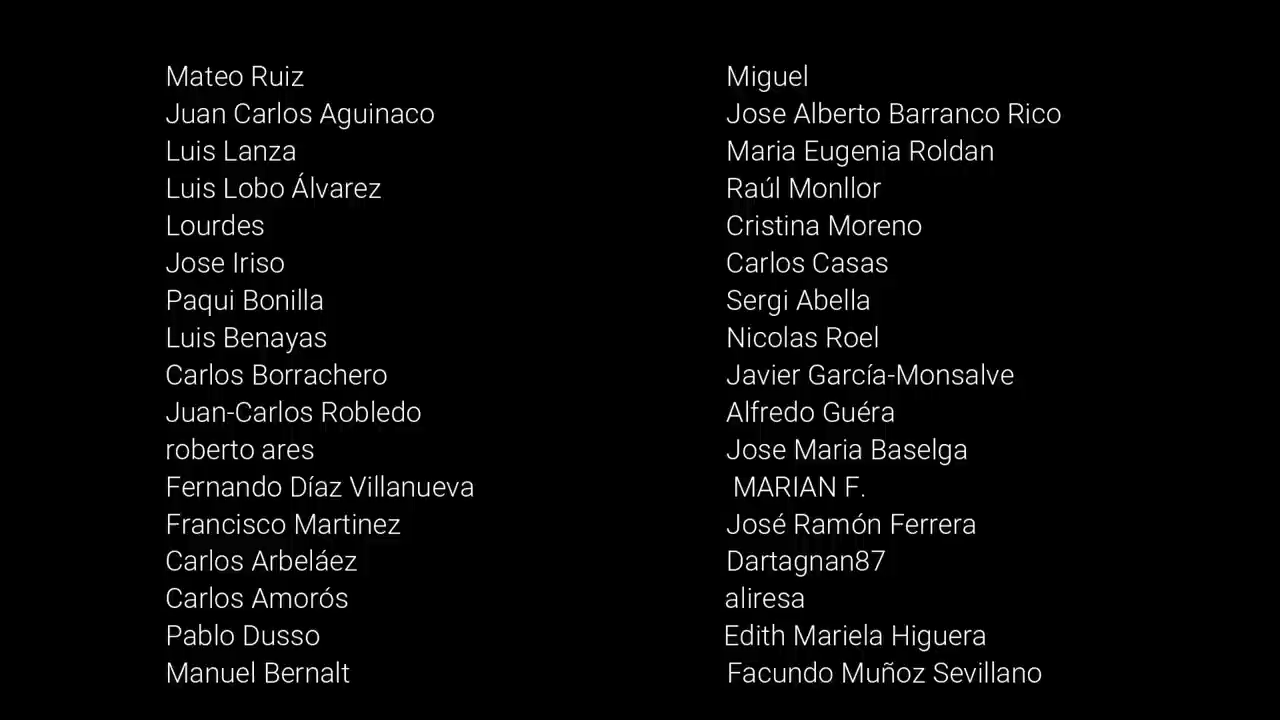 Mateo Ruiz
Juan Carlos Aguinaco
Luis Lanza
Luis Lobo Álvarez
Lourdes
Jose Iriso
Paqui Bonilla
Luis Benayas
Carlos Borrachero
Juan-Carlos Robledo
roberto ares
Fernando Díaz Villanueva
Francisco Martinez
Carlos Arbeláez
Carlos Amorós
Pablo Dusso
Manuel Bernalt
Miguel
Jose Alberto Barranco Rico
Maria Eugenia Roldan
Raúl Monllor
Cristina Moreno
Carlos Casas
Sergi Abella
Nicolas Roel
Javier García-Monsalve
Alfredo Guéra
Jose Maria Baselga
MARIAN F.
José Ramón Ferrera
Dartagnan87
aliresa
Edith Mariela Higuera
Facundo Muñoz Sevillano